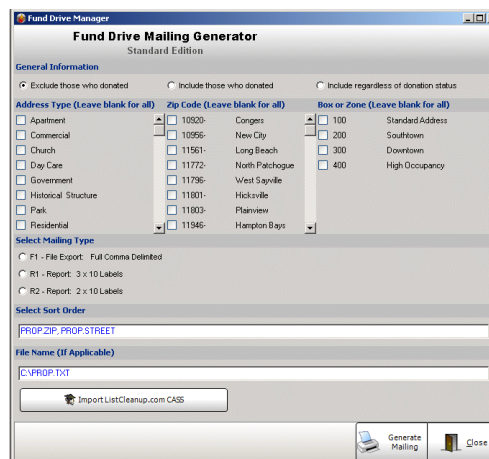 Fund Drive Manager
Fund Drive Mailing Generator
Standard Edition
General Information
Exclude those who donated Include those who donated Include regardless of donation status
Address Type (Leave blank for all) Zip Code (Leave blank for all) Box or Zone (Leave blank for all)
Apartment 10920- Congers 100 Standard Address
Commercial 10956- New City 200 Southtown
Church 11561- Long Beach 300 Downtown
Day Care 11772- North Patchogue 400 High Occupancy
Government 11796- West Sayville
Historical Structure 11801- Hicksville
Park 11803- Plainview
Residential 11946- Hampton Bays
Select Mailing Type
F1 - File Export: Full Comma Delimited
R1 - Report: 3 x 10 Labels
R2 - Report: 2 x 10 Labels
Select Sort Order
PROP.ZIP, PROP.STREET
File Name (If Applicable)
C:\PROP.TXT
Import ListCleanup.com CASS
Generate Mailing Close